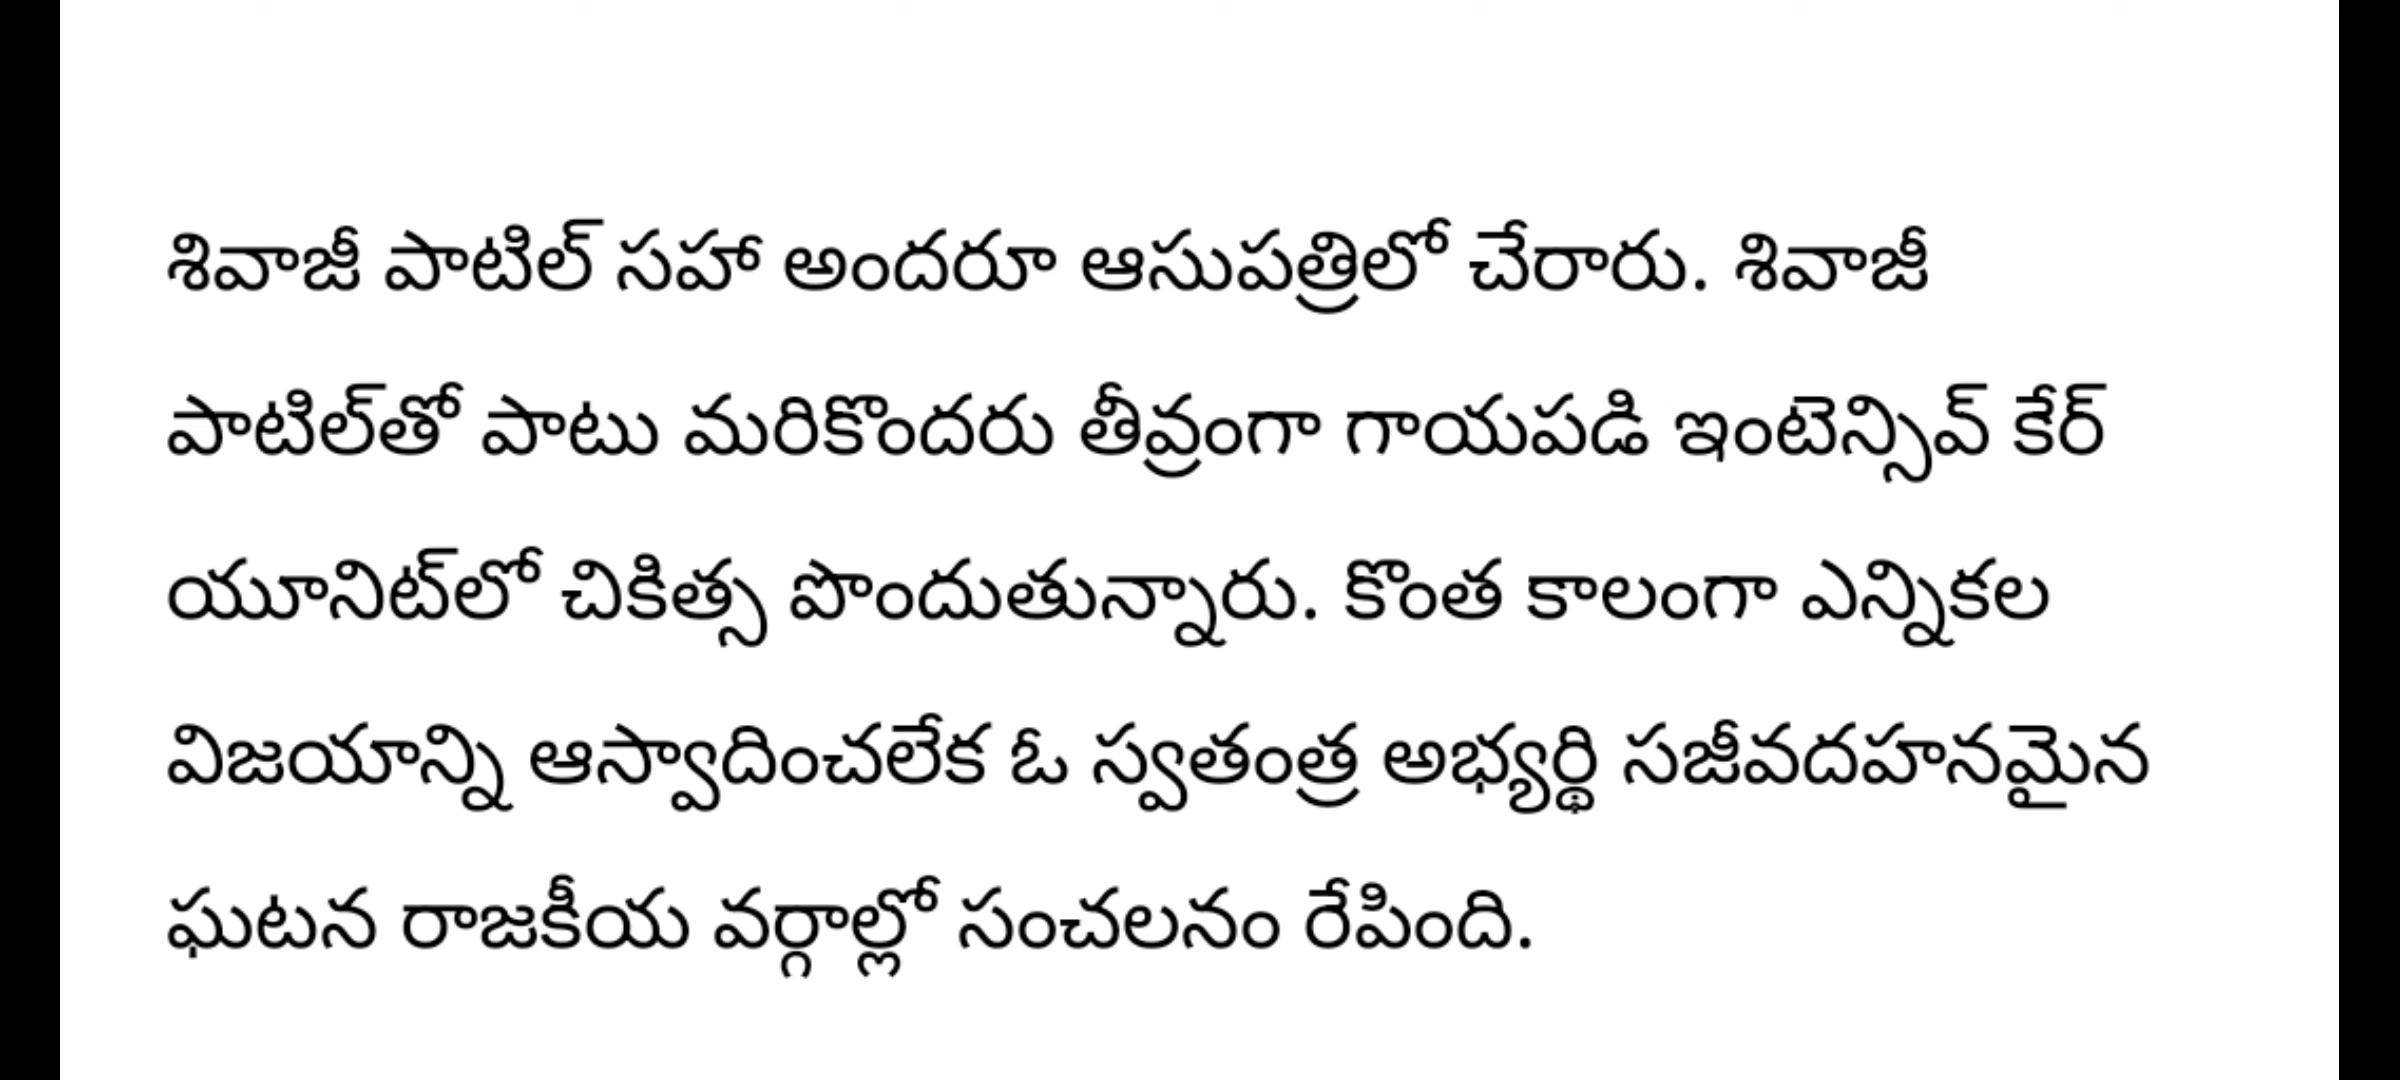 శివాజీ పాటిల్ సహా అందరూ ఆసుపత్రిలో చేరారు. శివాజీ
పాటిల్‌తో పాటు మరికొందరు తీవ్రంగా గాయపడి ఇంటెన్సివ్ కేర్
యూనిట్‌లో చికిత్స పొందుతున్నారు. కొంత కాలంగా ఎన్నికల
విజయాన్ని ఆస్వాదించలేక ఓ స్వతంత్ర అభ్యర్థి సజీవదహనమైన
ఘటన రాజకీయ వర్గాల్లో సంచలనం రేపింది.